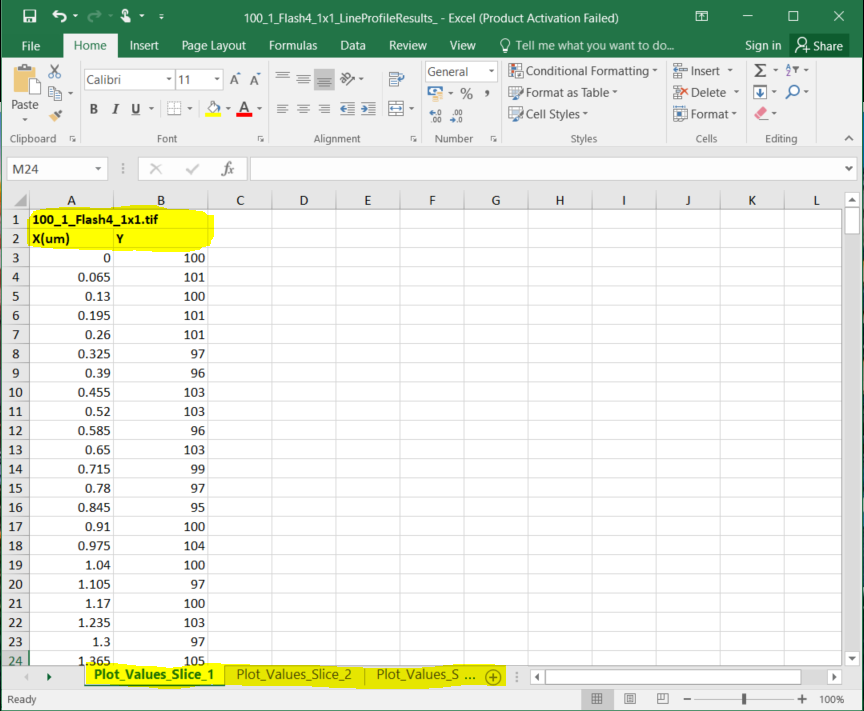 100_1_Flash4_1x1_LineProfileResults_ - Excel (Product Activation Failed)
File Home Insert Page Layout Formulas Data Review View Tell me what you want to do... Sign in Share
Calibri 11 General Conditional Formatting Insert
Paste B I U A % , Format as Table Delete
Cell Styles Format
Clipboard Font Alignment Number Styles Cells Editing
M24 fx
A B C D E F G H I J K L
1 100_1_Flash4_1x1.tif
2 X(um) Y
3 0 100
4 0.065 101
5 0.13 100
6 0.195 101
7 0.26 101
8 0.325 97
9 0.39 96
10 0.455 103
11 0.52 103
12 0.585 96
13 0.65 103
14 0.715 99
15 0.78 97
16 0.845 95
17 0.91 100
18 0.975 104
19 1.04 100
20 1.105 97
21 1.17 100
22 1.235 103
23 1.3 97
24 1.365 105
Plot_Values_Slice_1 Plot_Values_Slice_2 Plot_Values_S ...
Ready 100%